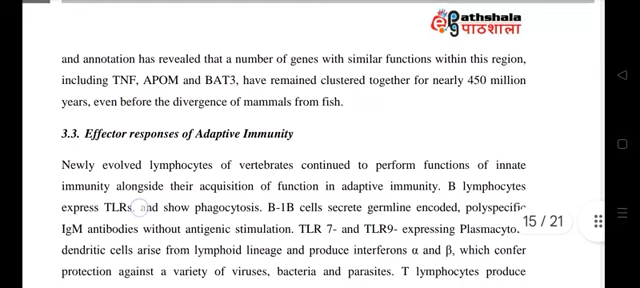 ePathshala
पाठशाला
and annotation has revealed that a number of genes with similar functions within this region,
including TNF, APOM and BAT3, have remained clustered together for nearly 450 million
years, even before the divergence of mammals from fish.
3.3. Effector responses of Adaptive Immunity
Newly evolved lymphocytes of vertebrates continued to perform functions of innate
immunity alongside their acquisition of function in adaptive immunity. B lymphocytes
express TLRs, and show phagocytosis. B-1B cells secrete germline encoded, polyspecific
IgM antibodies without antigenic stimulation. TLR 7- and TLR9- expressing Plasmacyto
15 / 21
dendritic cells arise from lymphoid lineage and produce interferons α and β, which confer
protection against a variety of viruses, bacteria and parasites. T lymphocytes produce